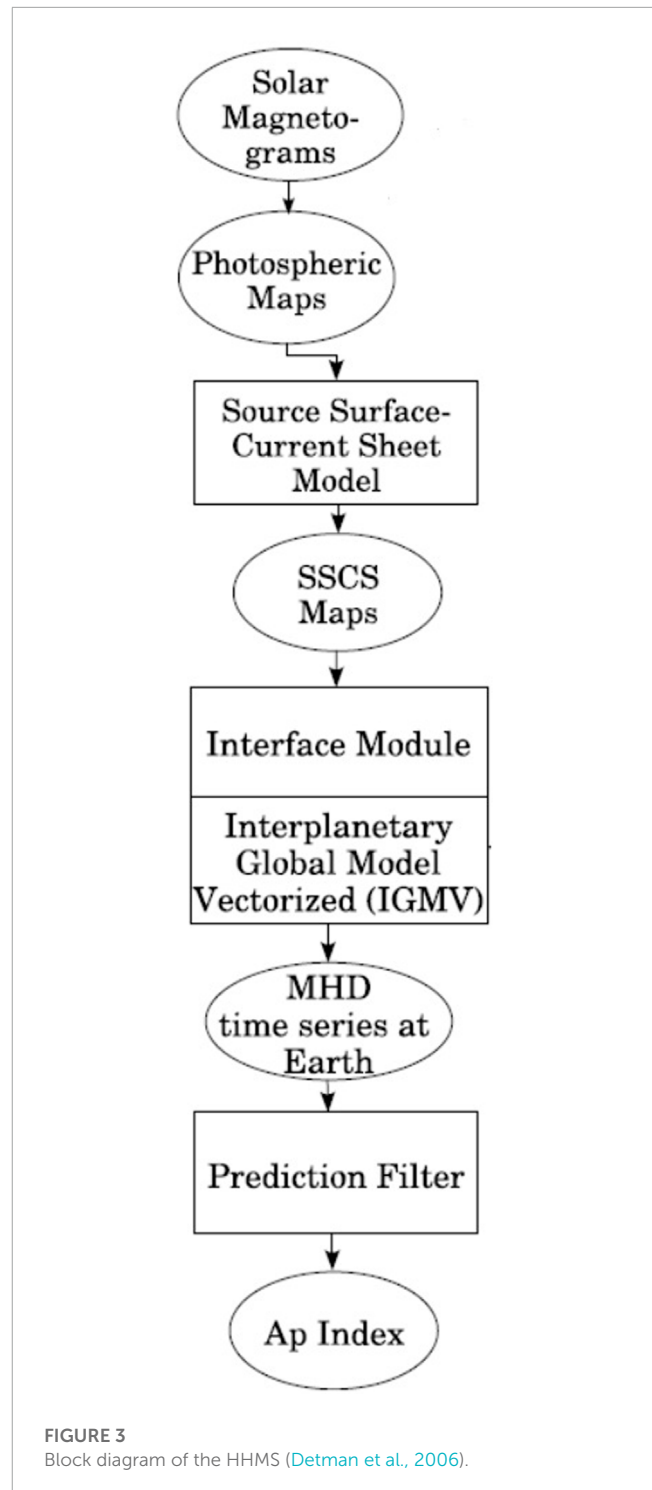 Solar
Magneto-
grams
Photospheric
Maps
Source Surface-
Current Sheet
Model
SSCS
Maps
Interface Module
Interplanetary
Global Model
Vectorized (IGMV)
MHD
time series at
Earth
Prediction Filter
Ap Index
FIGURE 3
Block diagram of the HHMS (Detman et al., 2006).